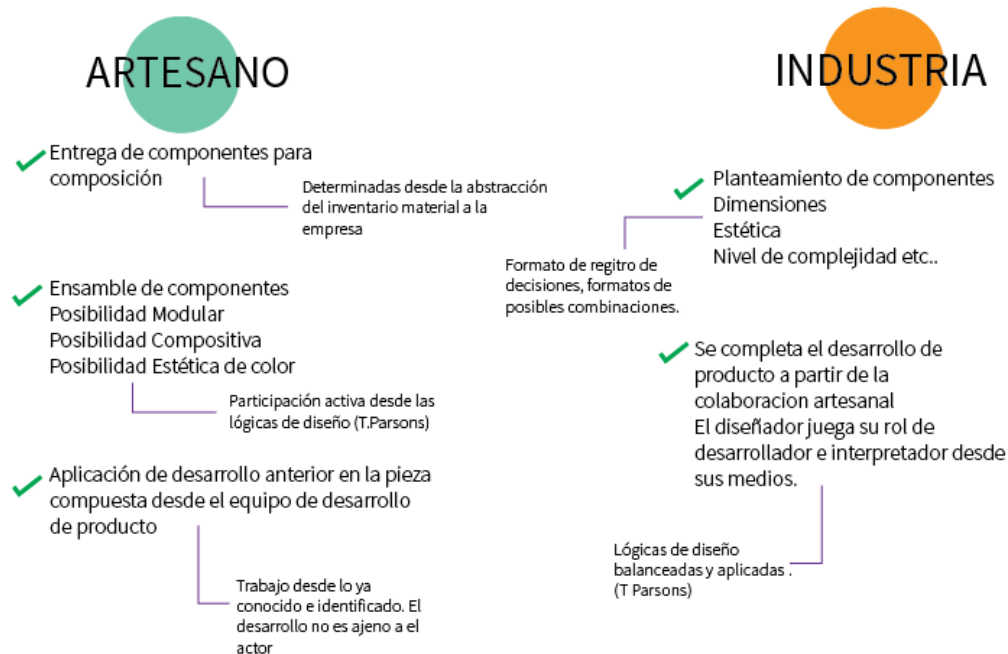 ARTESANO
Entrega de componentes para
composición
Determinadas desde la abstracción
del inventario material a la
empresa
Ensamble de componentes
Posibilidad Modular
Posibilidad Compositiva
Posibilidad Estética de color
Participación activa desde las
lógicas de diseño (T.Parsons)
Aplicación de desarrollo anterior en la pieza
compuesta desde el equipo de desarrollo
de producto
Trabajo desde lo ya
conocido e identificado. El
desarrollo no es ajeno a el
actor
INDUSTRIA
Planteamiento de componentes
Dimensiones
Estética
Nivel de complejidad etc..
Formato de regitro de
decisiones, formatos de
posibles combinaciones.
Se completa el desarrollo de
producto a partir de la
colaboracion artesanal
El diseñador juega su rol de
desarrollador e interpretador desde
sus medios.
Lógicas de diseño
balanceadas y aplicadas .
(T Parsons)